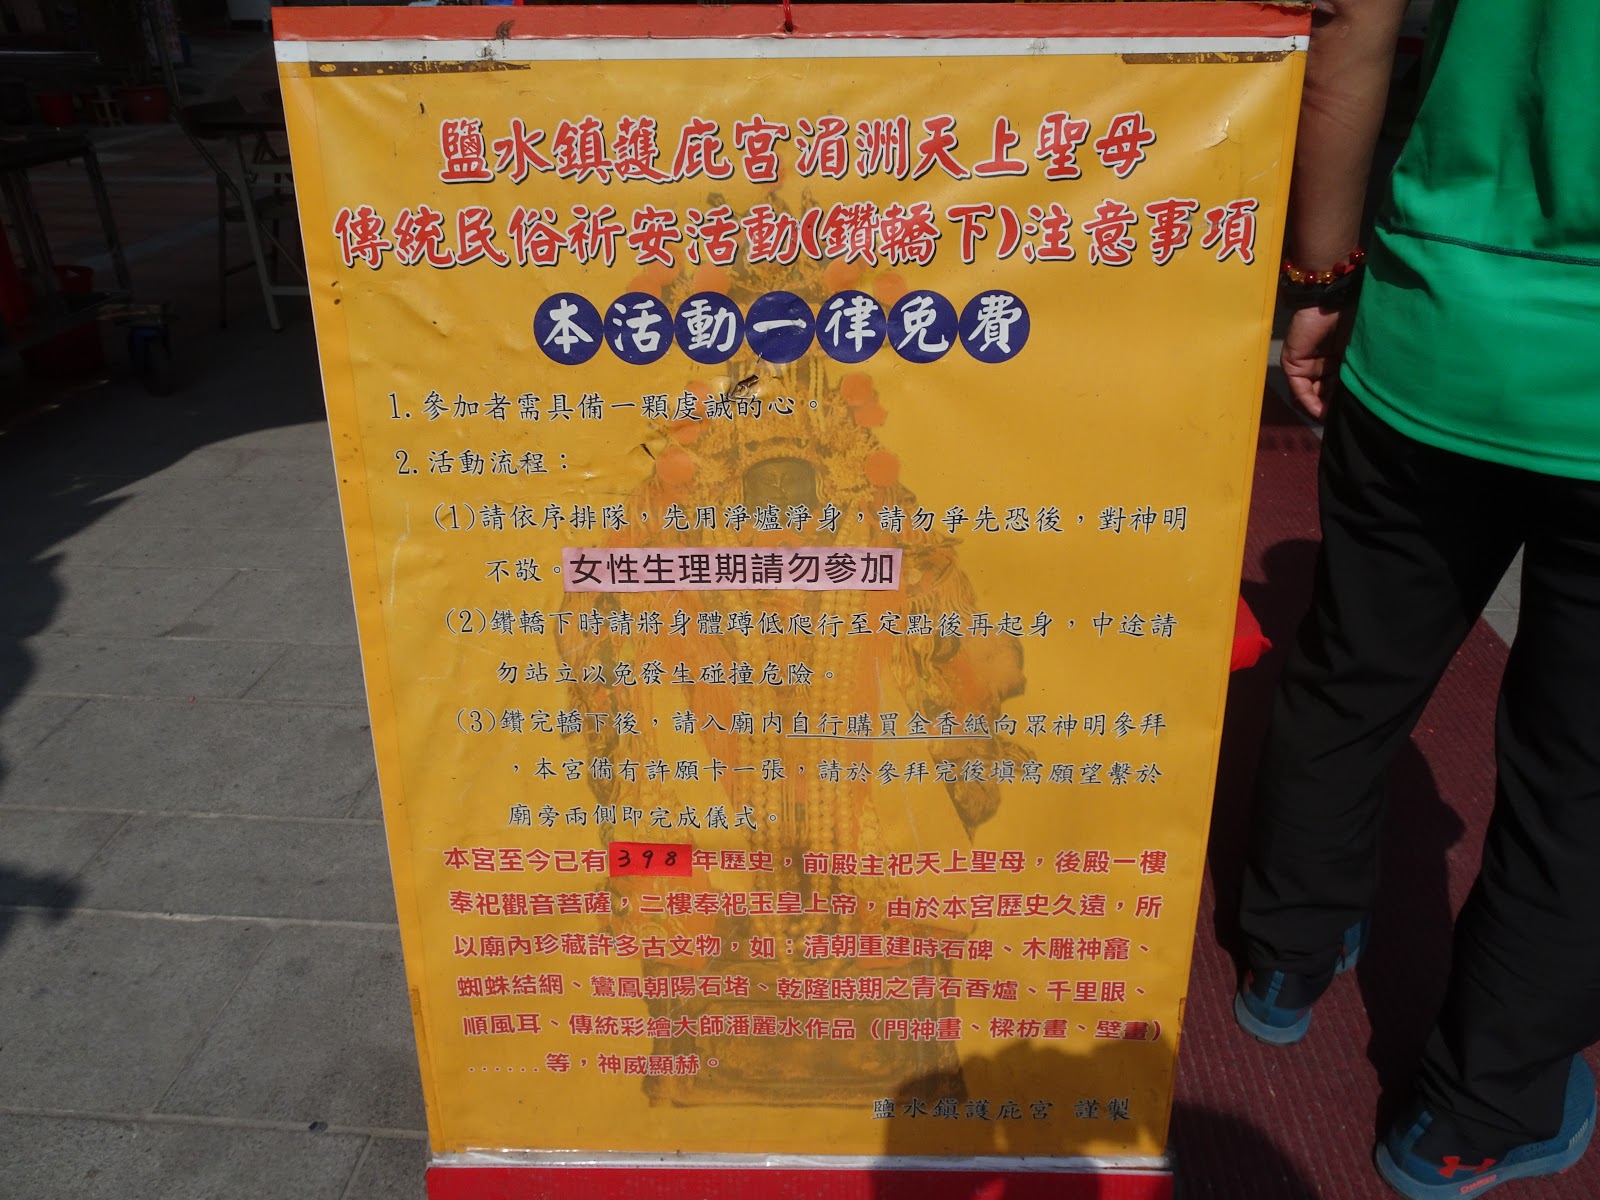 鹽水鎮護庇宮湄洲天上聖母
傳統民俗祈安活動(鑽轎下)注意事項
本活動一律免費
1.參加者需具備一顆虔誠的心。
2.活動流程：
(1)請依序排隊，先用淨爐淨身，請勿爭先恐後，對神明
不敬。女性生理期請勿參加
(2)鑽轎下時請將身體蹲低爬行至定點後再起身，中途請
勿站立以免發生碰撞危險。
(3)鑽完轎下後，請入廟內自行購買金香紙向眾神明參拜
，本宮備有許願卡一張，請於參拜完後填寫願望繫於
廟旁兩側即完成儀式。
本宮至今已有398年歷史，前殿主祀天上聖母，後殿一樓
奉祀觀音菩薩，二樓奉祀玉皇上帝，由於本宮歷史久遠，所
以廟內珍藏許多古文物，如：清朝重建時石碑、木雕神龕、
蜘蛛結網、鸞鳳朝陽石堵、乾隆時期之青石香爐、千里眼、
順風耳、傳統彩繪大師潘麗水作品（門神畫、樑枋畫、壁畫）
......等，神威顯赫。
鹽水鎮護庇宮 謹製